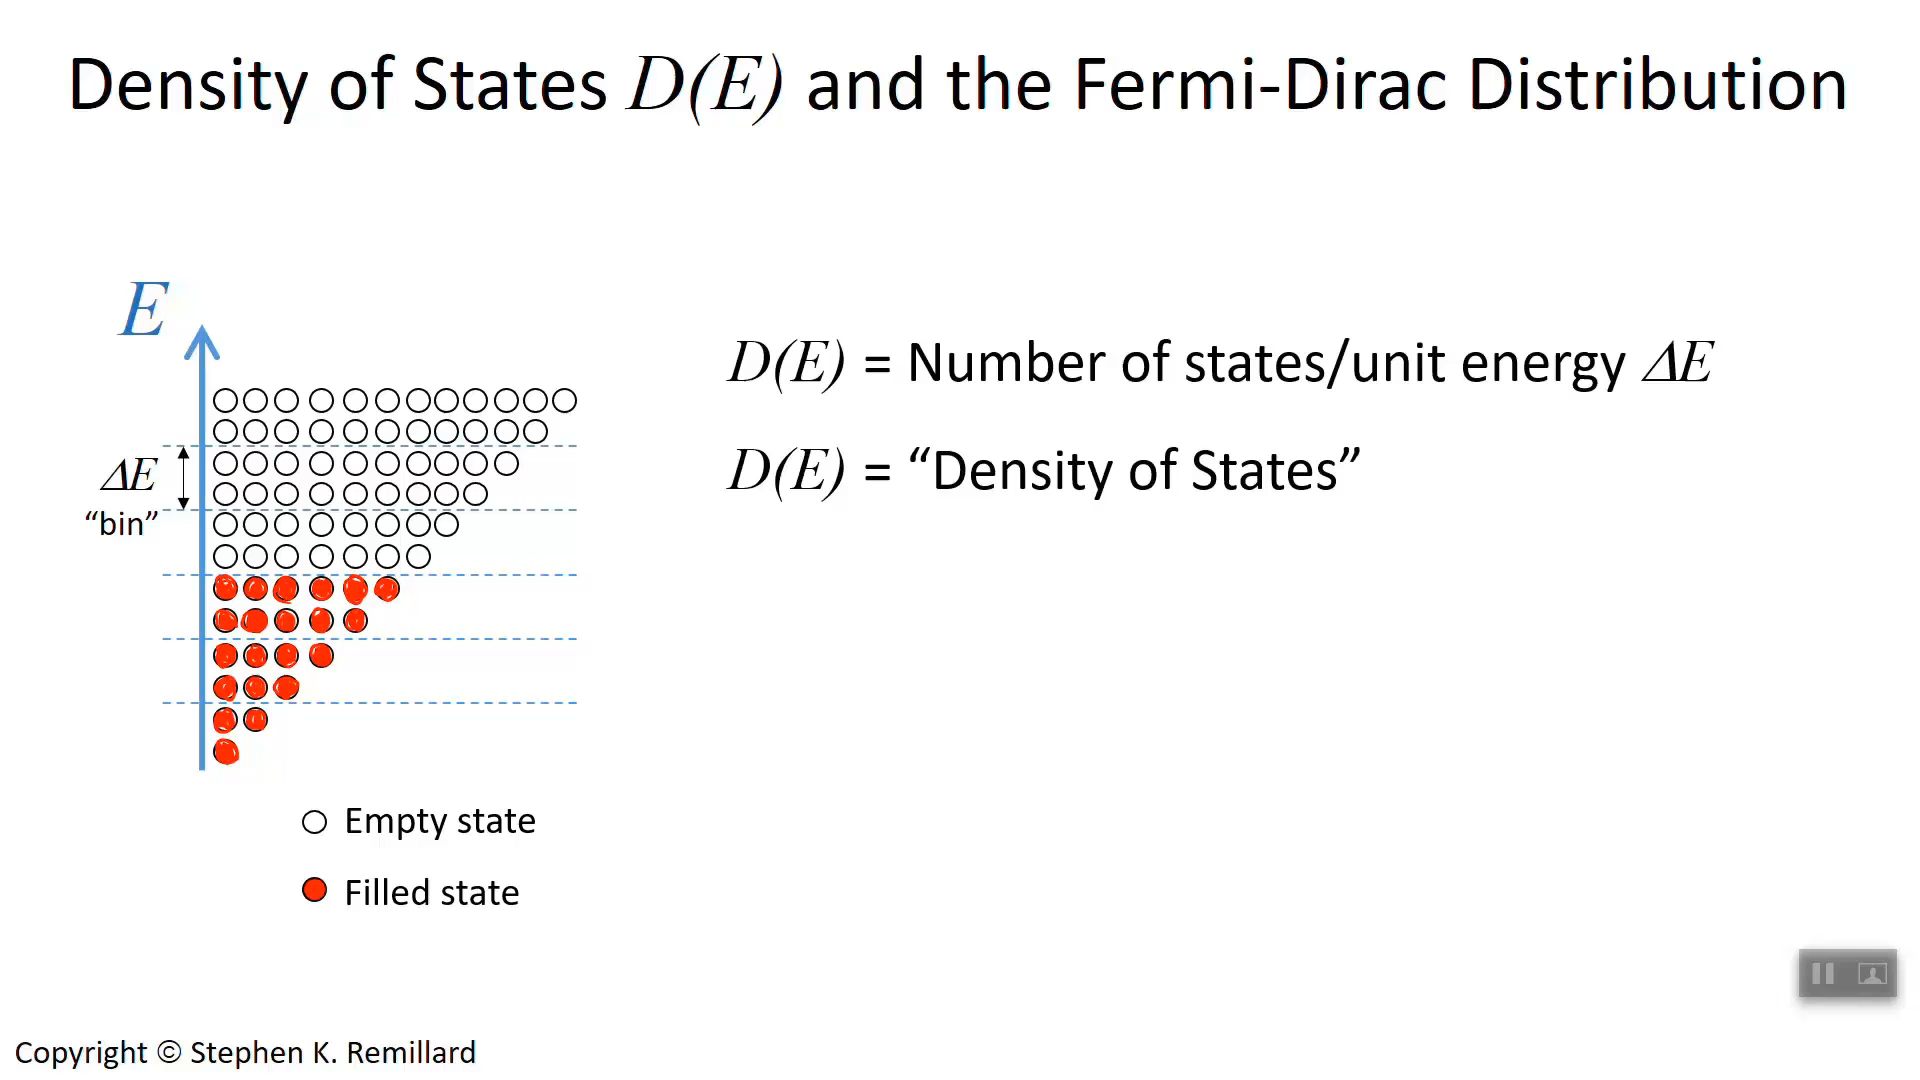 Density of States D(E) and the Fermi-Dirac Distribution
E
D(E) = Number of states/unit energy ΔE
D(E) = “Density of States”
ΔE
“bin”
Empty state
Filled state
Copyright © Stephen K. Remillard